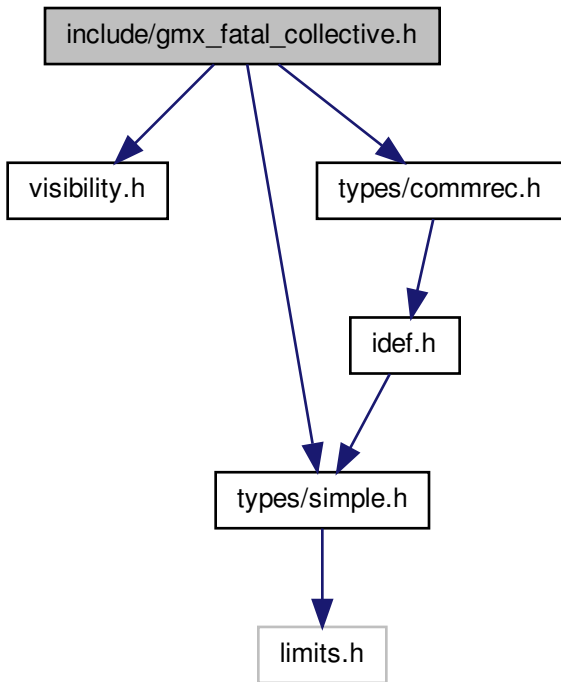 include/gmx_fatal_collective.h
visibility.h
types/commrec.h
idef.h
types/simple.h
limits.h